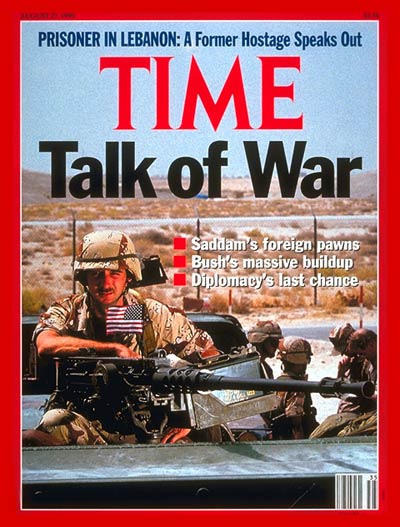 PRISONER IN LEBANON: A Former Hostage Speaks Out
TIME
Talk of War
Saddam's foreign pawns
Bush's massive buildup
Diplomacy's last chance
35